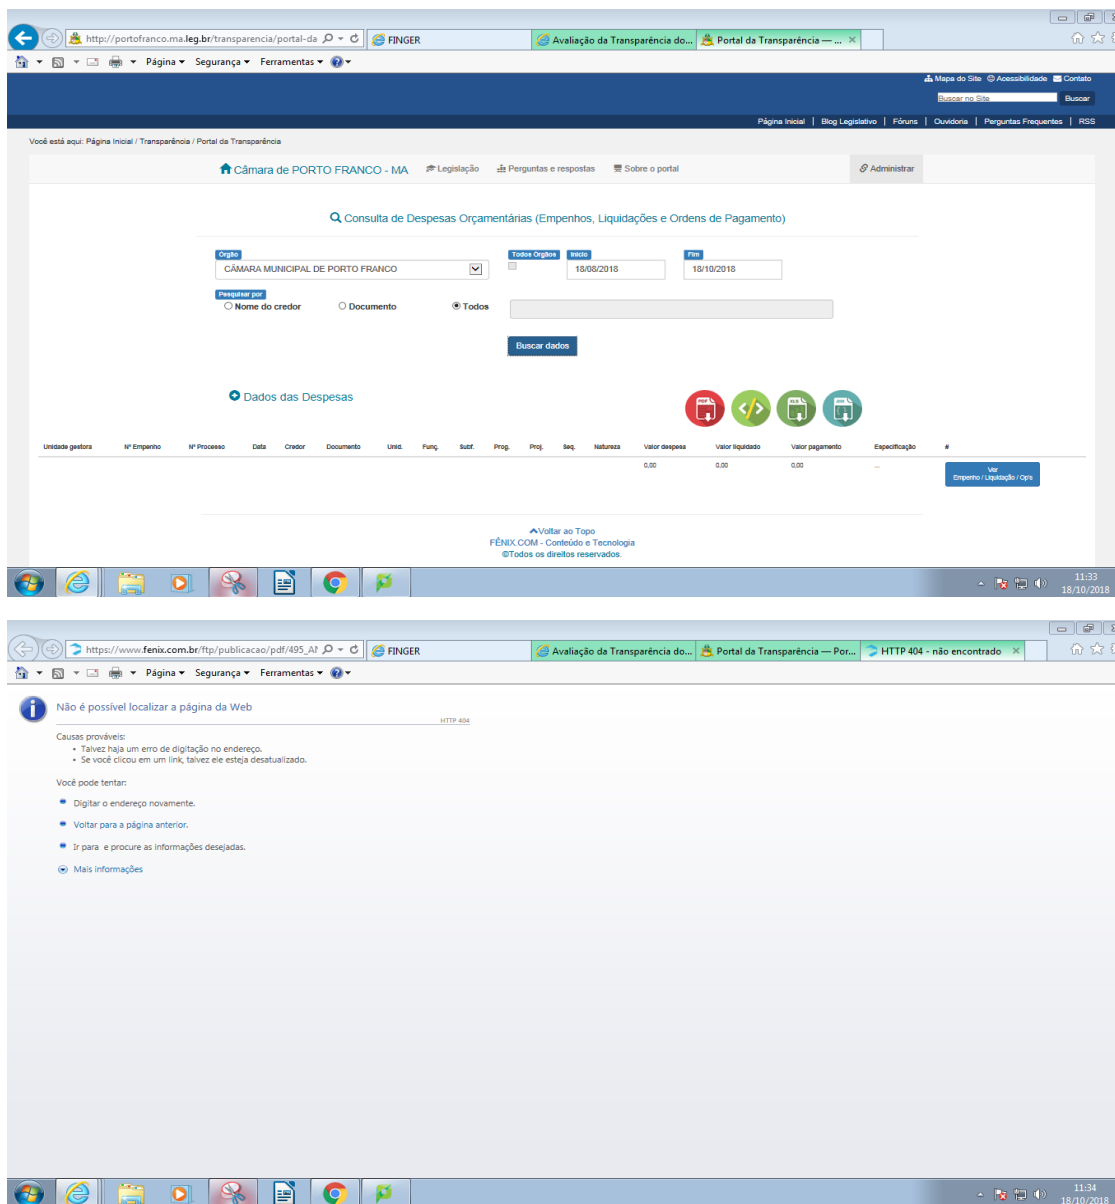 http://portofranco.ma.leg.br/transparencia/portal-da
FINGER
Avaliação da Transparência do...
Portal da Transparência — ...
Página Segurança Ferramentas
Mapa do Site Acessibilidade Contato
Buscar no Site Buscar
Página Inicial | Blog Legislativo | Fóruns | Ouvidoria | Perguntas Frequentes | RSS
Você está aqui: Página Inicial / Transparência / Portal da Transparência
Câmara de PORTO FRANCO - MA Legislação Perguntas e respostas Sobre o portal Administrar
Consulta de Despesas Orçamentárias (Empenhos, Liquidações e Ordens de Pagamento)
Orgão Todos Orgãos Início Fim
CÂMARA MUNICIPAL DE PORTO FRANCO 18/08/2018 18/10/2018
Pesquisar por
Nome do credor Documento Todos
Buscar dados
Dados das Despesas
PDF XLS
Unidade gestora Nº Empenho Nº Processo Data Credor Documento Unid. Funç. Subf. Prog. Proj. Seq. Natureza Valor despesa Valor liquidado Valor pagamento Especificação #
0,00 0,00 0,00 ... Ver
Empenho / Liquidação / Op's
Voltar ao Topo
FÊNIX.COM - Conteúdo e Tecnologia
©Todos os direitos reservados.
11:33
18/10/2018
https://www.fenix.com.br/ftp/publicacao/pdf/495_AI
FINGER
Avaliação da Transparência do...
Portal da Transparência — Por...
HTTP 404 - não encontrado
Página Segurança Ferramentas
Não é possível localizar a página da Web
HTTP 404
Causas prováveis:
• Talvez haja um erro de digitação no endereço.
• Se você clicou em um link, talvez ele esteja desatualizado.
Você pode tentar:
Digitar o endereço novamente.
Voltar para a página anterior.
Ir para e procure as informações desejadas.
Mais informações
11:34
18/10/2018